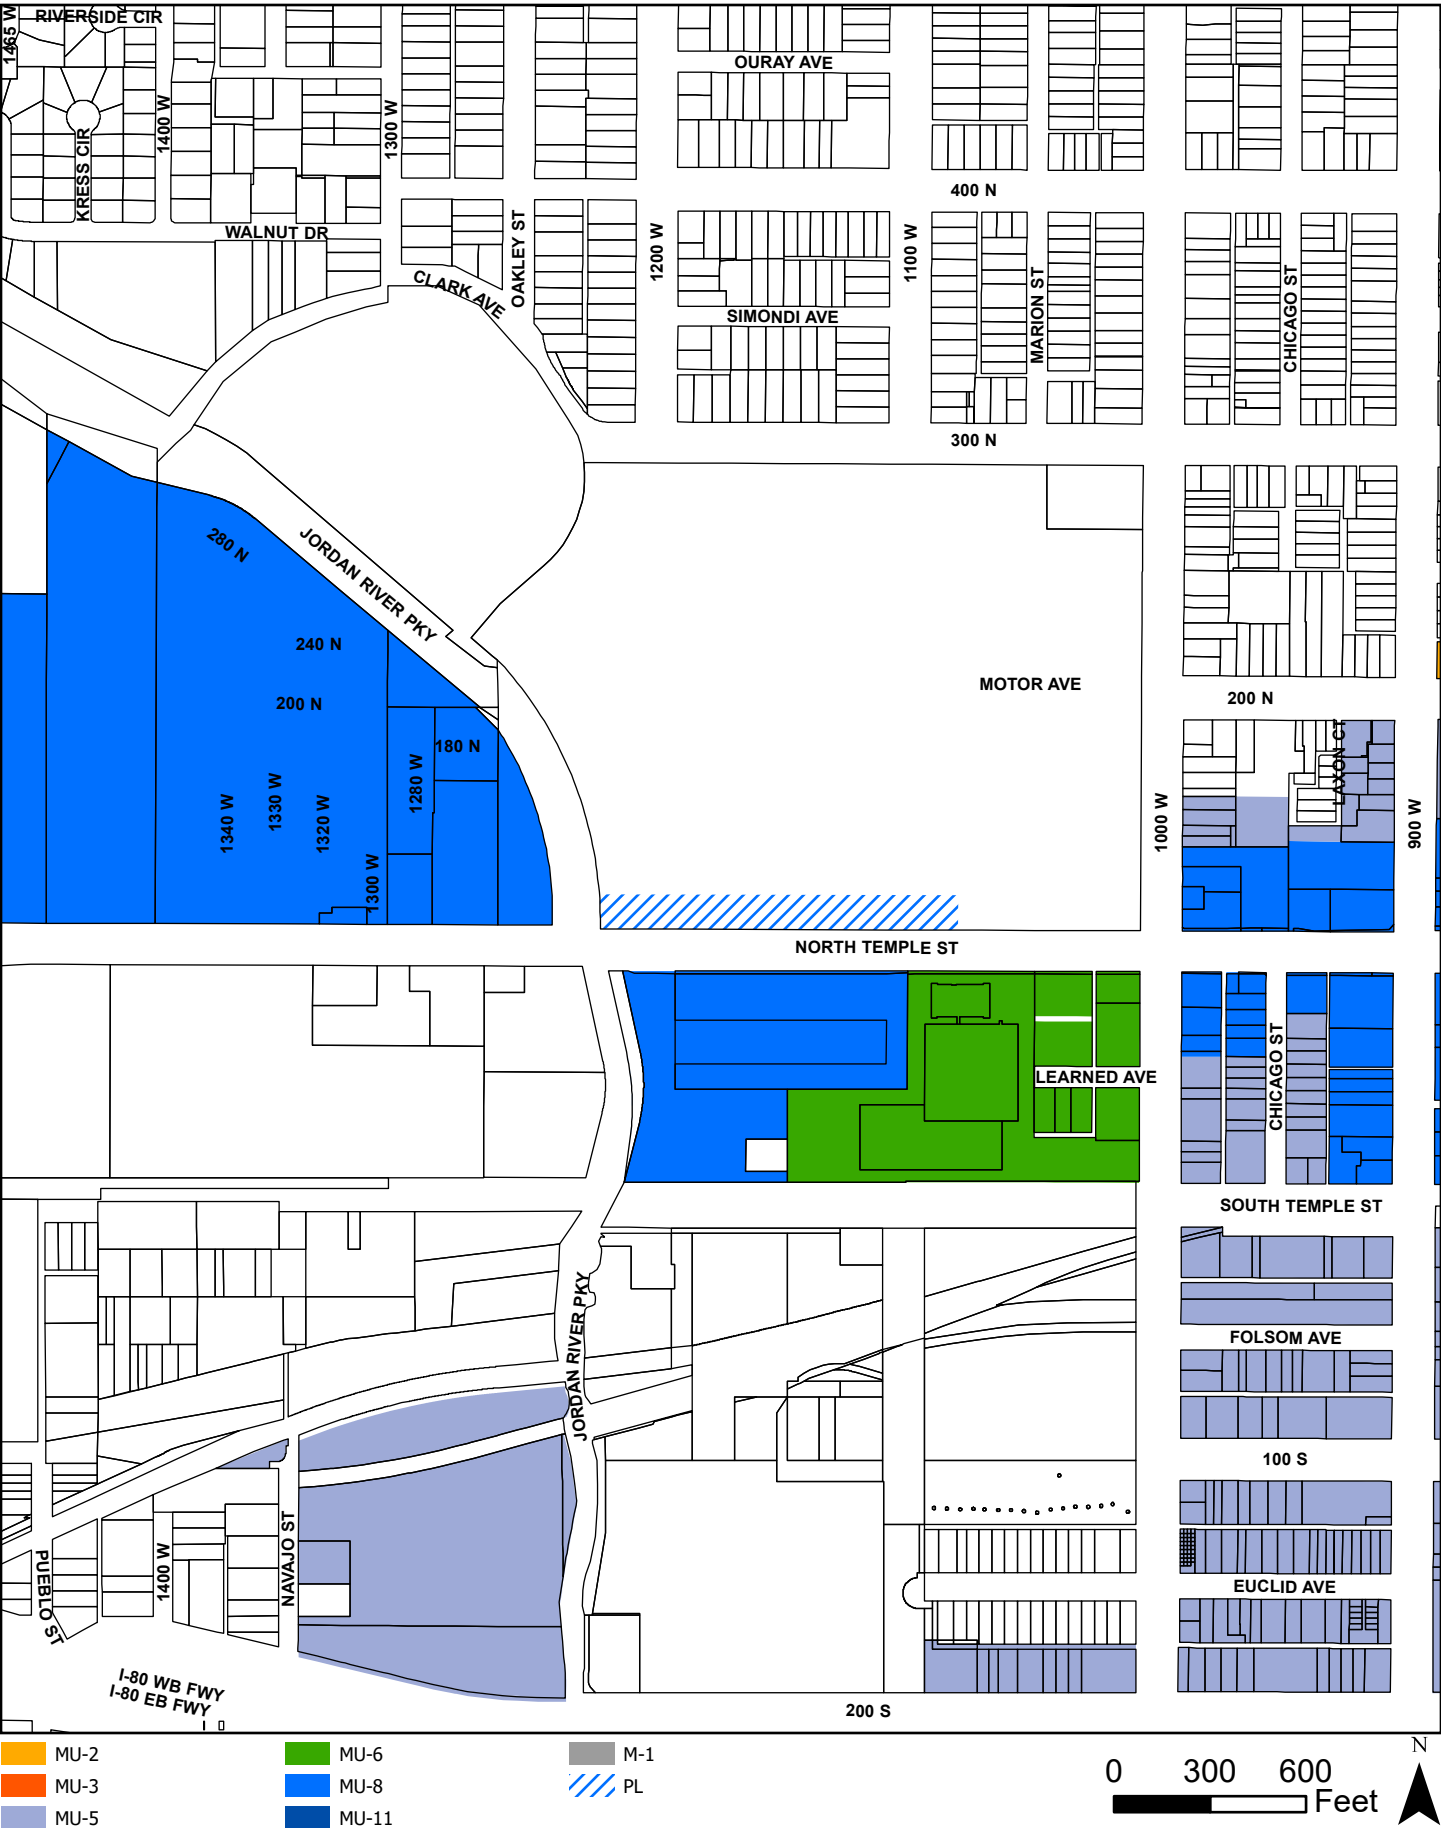 RIVERSIDE CIR
1465 W
OURAY AVE
1400 W
1300 W
KRESS CIR
400 N
WALNUT DR
OAKLEY ST
1200 W
1100 W
CLARK AVE
MARION ST
CHICAGO ST
SIMONDI AVE
300 N
280 N
JORDAN RIVER PKY
240 N
MOTOR AVE
200 N
200 N
180 N
LAXON CT
1280 W
1340 W
1330 W
1320 W
1000 W
900 W
1300 W
NORTH TEMPLE ST
LEARNED AVE
CHICAGO ST
SOUTH TEMPLE ST
JORDAN RIVER PKY
FOLSOM AVE
100 S
NAVAJO ST
1400 W
PUEBLO ST
EUCLID AVE
I-80 WB FWY
I-80 EB FWY
200 S
MU-2
MU-3
MU-5
MU-6
MU-8
MU-11
M-1
PL
0 300 600
Feet
N